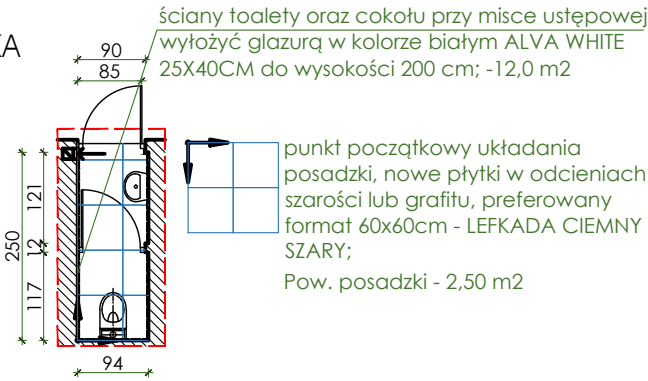 ściany toalety oraz cokołu przy misce ustępowej
KA
wyłożyć glazurą w kolorze białym ALVA WHITE
25X40CM do wysokości 200 cm; -12,0 m2
90
85
punkt początkowy układania
posadzki, nowe płytki w odcieniach
szarości lub grafitu, preferowany
format 60x60cm - LEFKADA CIEMNY
SZARY;
Pow. posadzki - 2,50 m2
121
250
12
117
94